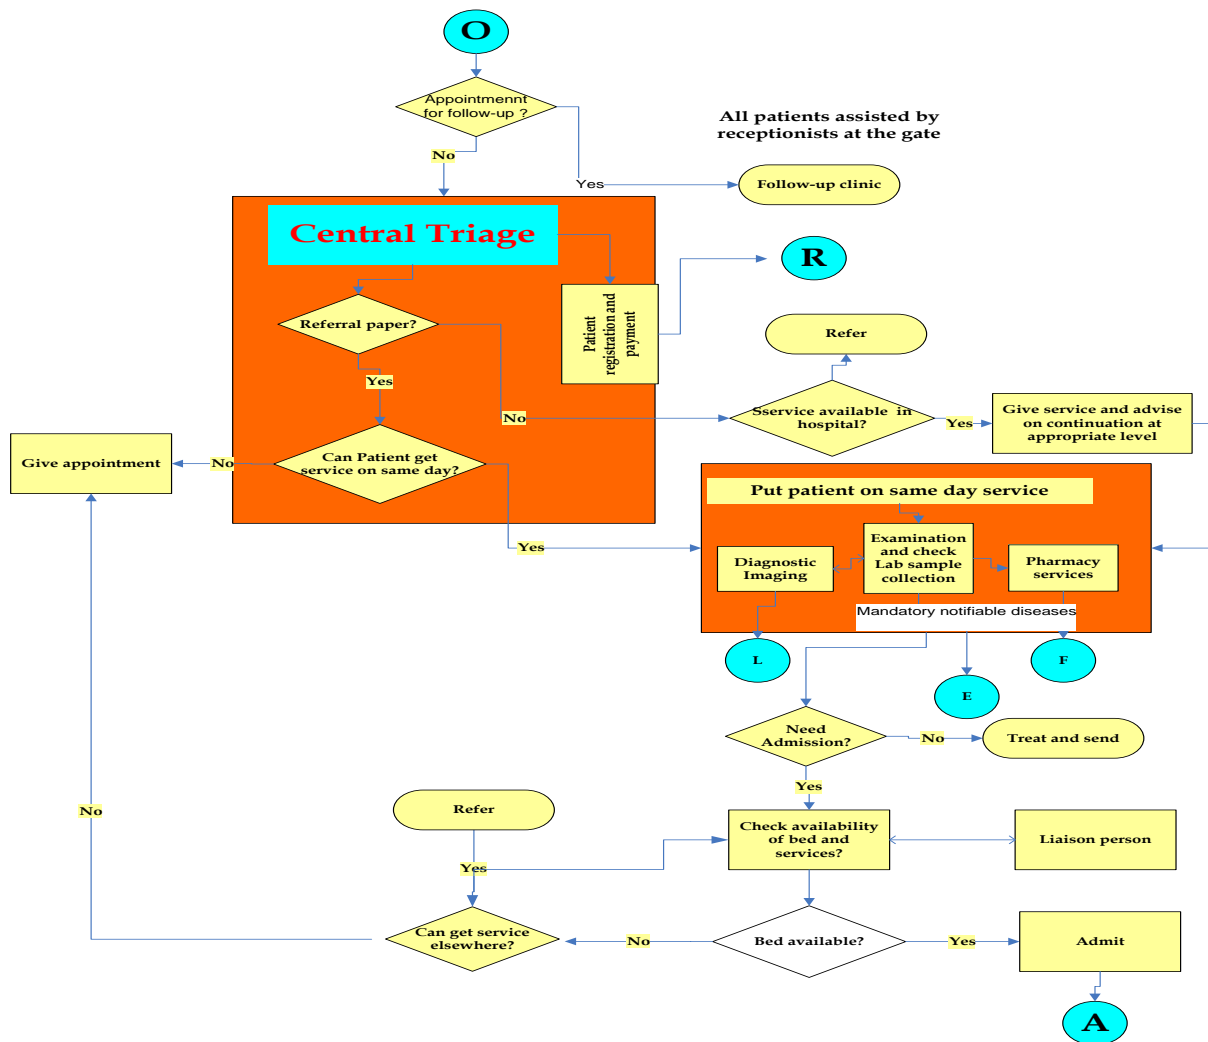 O
Appointmennt
for follow-up ?
All patients assisted by
receptionists at the gate
No
Yes
Follow-up clinic
Central Triage
R
Patient
registration and
payment
Referral paper?
Refer
Yes
No
Sservice available in
hospital?
Yes
Give service and advise
on continuation at
appropriate level
Give appointment
No
Can Patient get
service on same day?
Put patient on same day service
Yes
Diagnostic
Imaging
Examination
and check
Lab sample
collection
Pharmacy
services
Mandatory notifiable diseases
L
E
F
Need
Admission?
No
Treat and send
Yes
No
Refer
Check availability
of bed and
services?
Liaison person
Yes
Can get service
elsewhere?
No
Bed available?
Yes
Admit
A